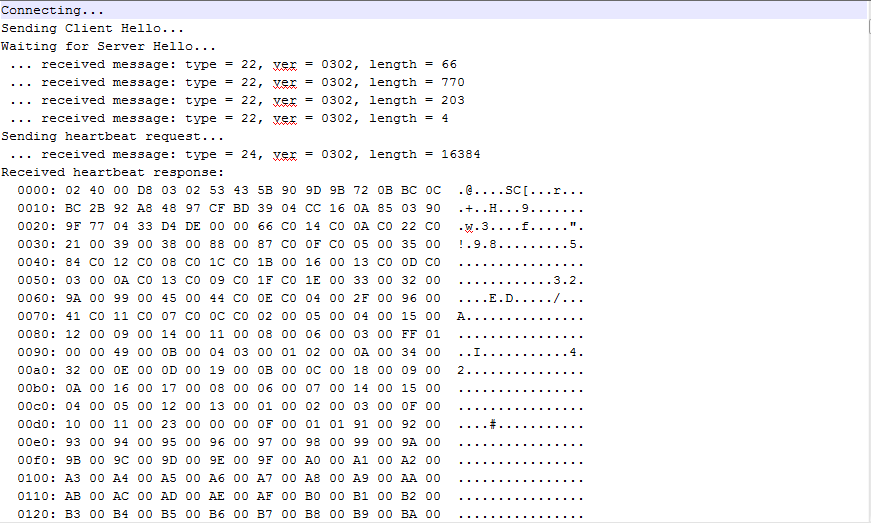 Connecting...
Sending Client Hello...
Waiting for Server Hello...
 ... received message: type = 22, ver = 0302, length = 66
 ... received message: type = 22, ver = 0302, length = 770
 ... received message: type = 22, ver = 0302, length = 203
 ... received message: type = 22, ver = 0302, length = 4
Sending heartbeat request...
 ... received message: type = 24, ver = 0302, length = 16384
Received heartbeat response:
  0000: 02 40 00 D8 03 02 53 43 5B 90 9D 9B 72 0B BC 0C  .@....SC[...r...
  0010: BC 2B 92 A8 48 97 CF BD 39 04 CC 16 0A 85 03 90  .+..H...9.......
  0020: 9F 77 04 33 D4 DE 00 00 66 C0 14 C0 0A C0 22 C0  .w.3....f.....".
  0030: 21 00 39 00 38 00 88 00 87 C0 0F C0 05 00 35 00  !.9.8.........5.
  0040: 84 C0 12 C0 08 C0 1C C0 1B 00 16 00 13 C0 0D C0  ................
  0050: 03 00 0A C0 13 C0 09 C0 1F C0 1E 00 33 00 32 00  ............3.2.
  0060: 9A 00 99 00 45 00 44 C0 0E C0 04 00 2F 00 96 00  ....E.D...../...
  0070: 41 C0 11 C0 07 C0 0C C0 02 00 05 00 04 00 15 00  A...............
  0080: 12 00 09 00 14 00 11 00 08 00 06 00 03 00 FF 01  ................
  0090: 00 00 49 00 0B 00 04 03 00 01 02 00 0A 00 34 00  ..I...........4.
  00a0: 32 00 0E 00 0D 00 19 00 0B 00 0C 00 18 00 09 00  2...............
  00b0: 0A 00 16 00 17 00 08 00 06 00 07 00 14 00 15 00  ................
  00c0: 04 00 05 00 12 00 13 00 01 00 02 00 03 00 0F 00  ................
  00d0: 10 00 11 00 23 00 00 00 0F 00 01 01 91 00 92 00  ....#...........
  00e0: 93 00 94 00 95 00 96 00 97 00 98 00 99 00 9A 00  ................
  00f0: 9B 00 9C 00 9D 00 9E 00 9F 00 A0 00 A1 00 A2 00  ................
  0100: A3 00 A4 00 A5 00 A6 00 A7 00 A8 00 A9 00 AA 00  ................
  0110: AB 00 AC 00 AD 00 AE 00 AF 00 B0 00 B1 00 B2 00  ................
  0120: B3 00 B4 00 B5 00 B6 00 B7 00 B8 00 B9 00 BA 00  ................